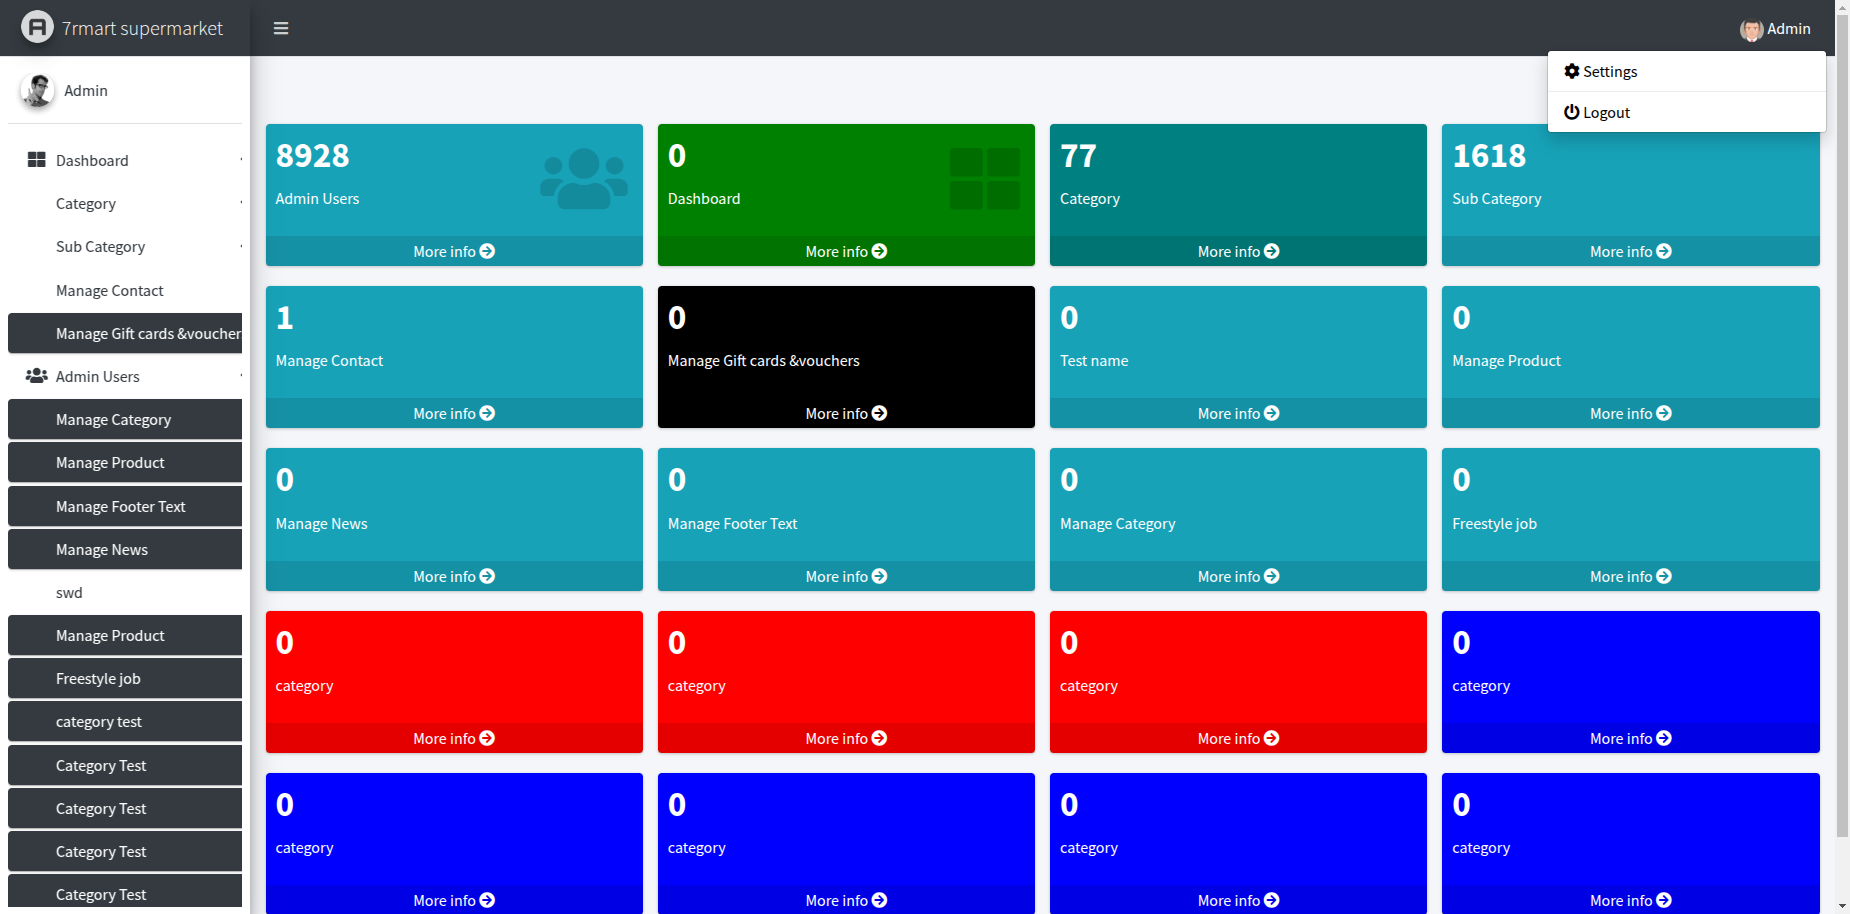 7rmart supermarket
Admin
Settings
Logout
Admin
Dashboard
Category
Sub Category
Manage Contact
Manage Gift cards &voucher
Admin Users
Manage Category
Manage Product
Manage Footer Text
Manage News
swd
Manage Product
Freestyle job
category test
Category Test
Category Test
Category Test
Category Test
8928
Admin Users
More info
0
Dashboard
More info
77
Category
More info
1618
Sub Category
More info
1
Manage Contact
More info
0
Manage Gift cards &vouchers
More info
0
Test name
More info
0
Manage Product
More info
0
Manage News
More info
0
Manage Footer Text
More info
0
Manage Category
More info
0
Freestyle job
More info
0
category
More info
0
category
More info
0
category
More info
0
category
More info
0
category
More info
0
category
More info
0
category
More info
0
category
More info